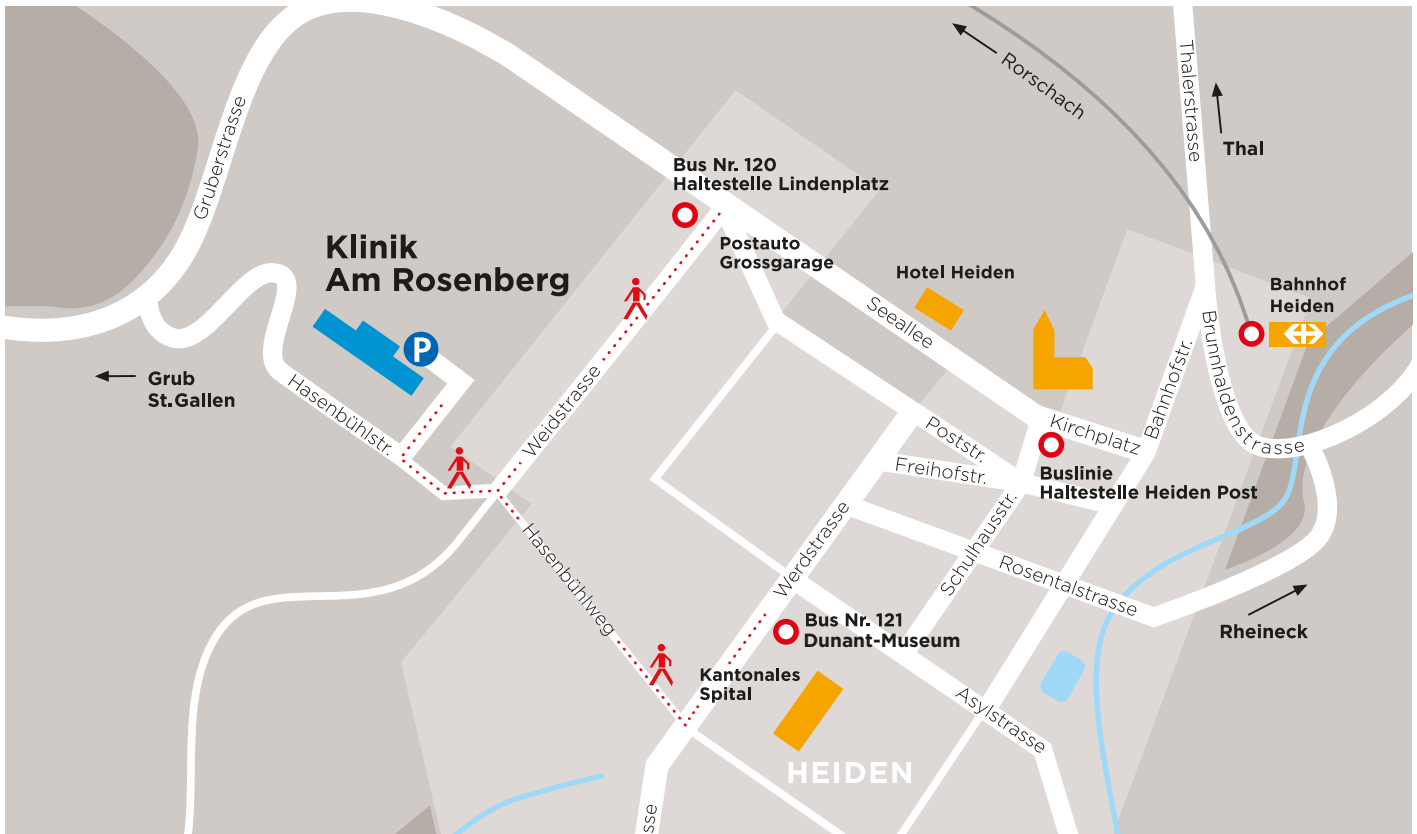 Rorschach
Thalerstrasse
Thal
Gruberstrasse
Bus Nr. 120
Haltestelle Lindenplatz
Klinik
Am Rosenberg
Postauto
Grossgarage
Hotel Heiden
Bahnhof
Heiden
Seeallee
P
Grub
St. Gallen
Hasenbühlstr.
Weidstrasse
Brunnhaldenstrasse
Bahnhofstr.
Kirchplatz
Poststr.
Freihofstr.
Buslinie
Haltestelle Heiden Post
Schulhausstr.
Hasenbühlweg
Werdstrasse
Rosentalstrasse
Rheineck
Bus Nr. 121
Dunant-Museum
Kantonales
Spital
Asylstrasse
HEIDEN
sse